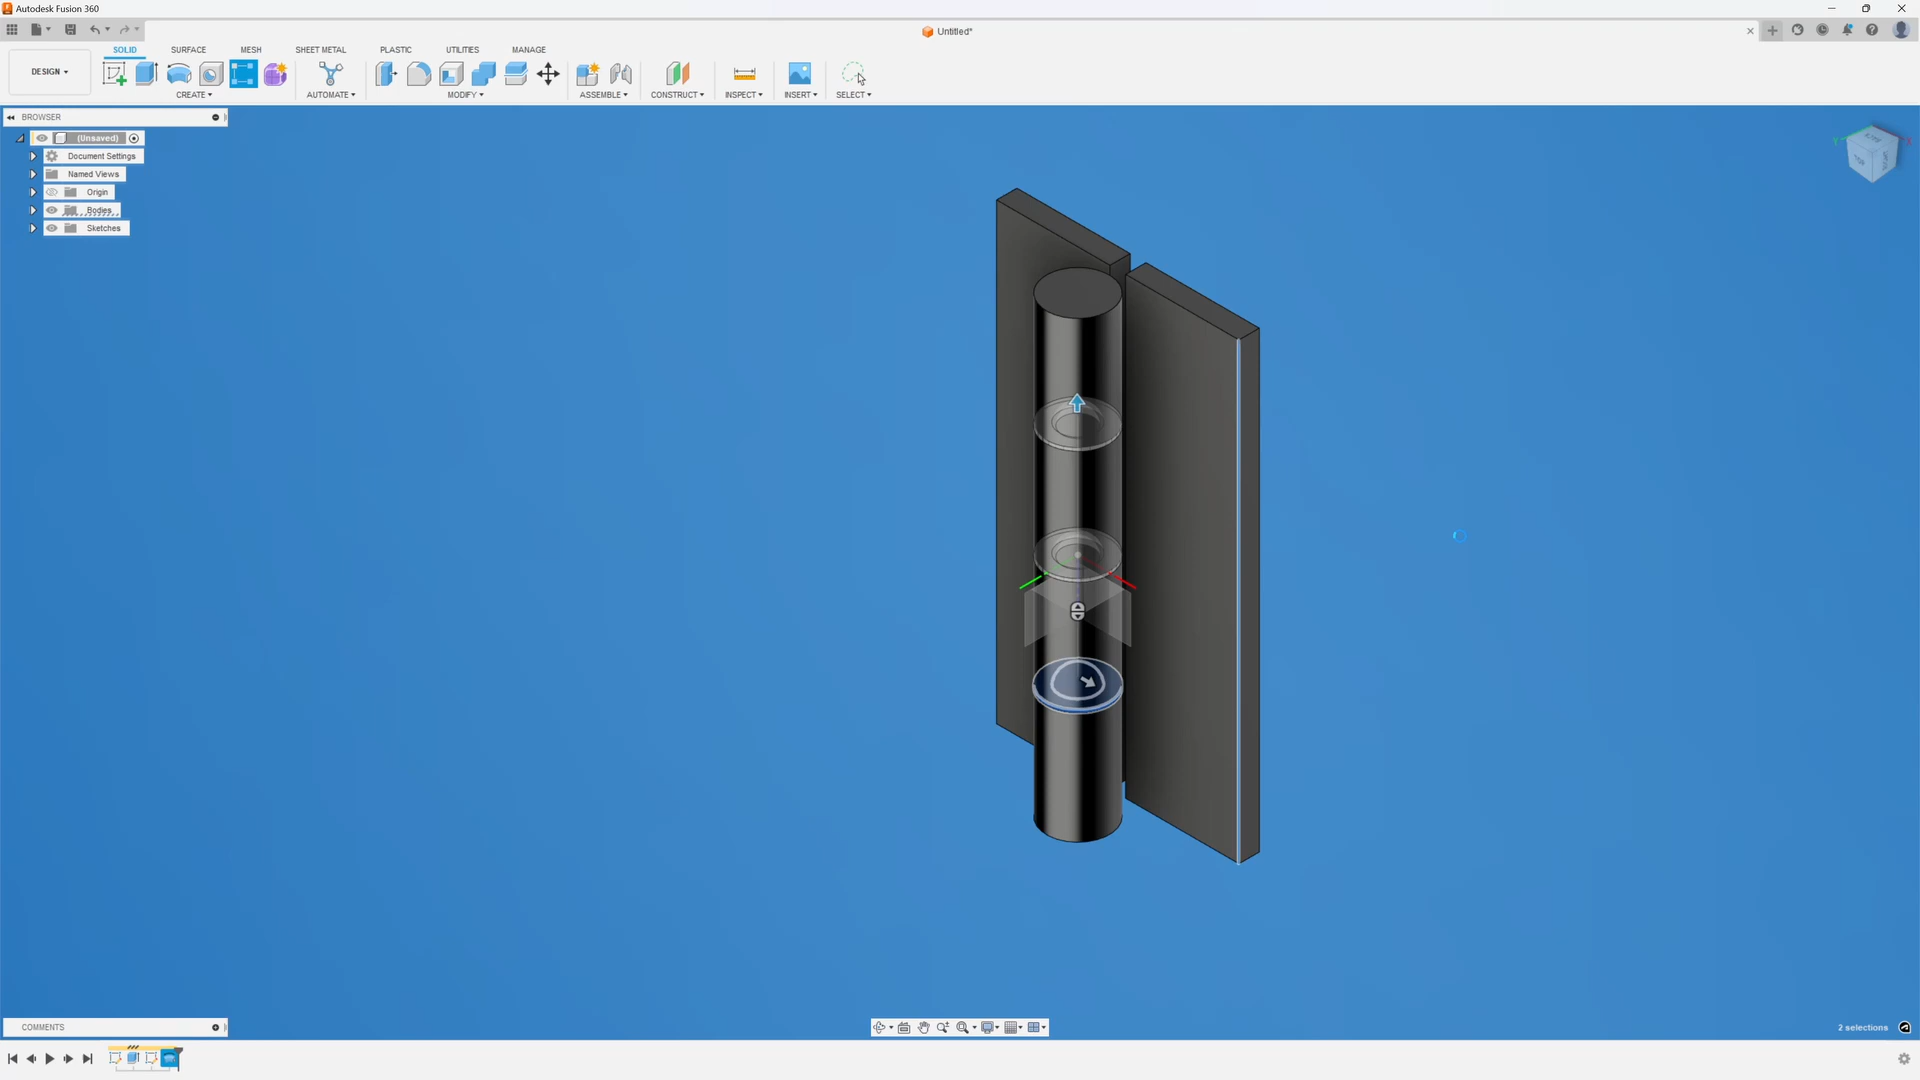 Autodesk Fusion 360
Untitled*
SOLID SURFACE MESH SHEET METAL PLASTIC UTILITIES MANAGE
DESIGN
CREATE AUTOMATE MODIFY ASSEMBLE CONSTRUCT INSPECT INSERT SELECT
BROWSER
(Unsaved)
Document Settings
Named Views
Origin
Bodies
Sketches
COMMENTS
2 selections